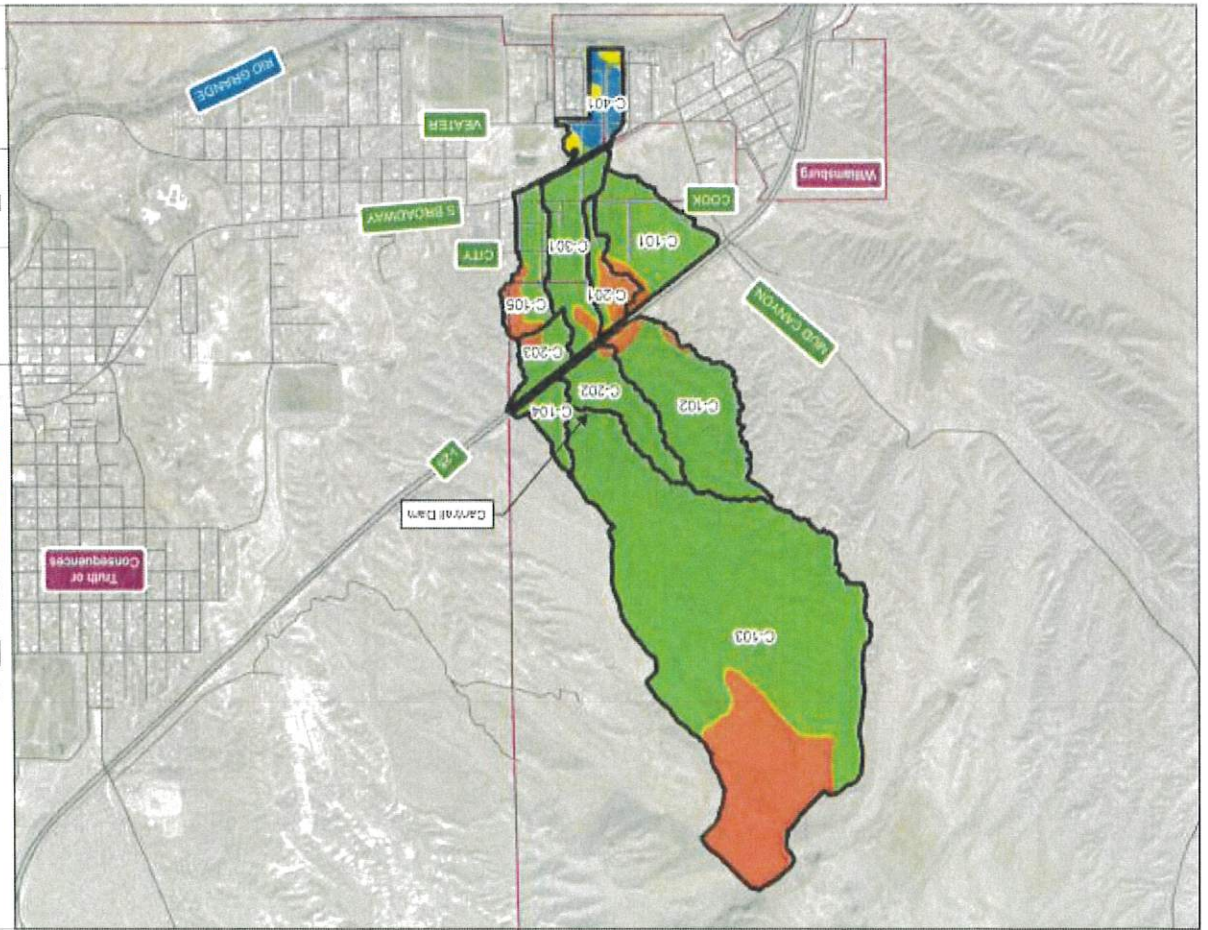 C-103
Truth or
Consequences
Cantrall Dam
I-25
C-102
C-104
C-202
C-203
MUD CANYON
C-201
C-105
CITY
C-101
C-301
S BROADWAY
COOK
Williamsburg
VEATER
C-401
RIO GRANDE